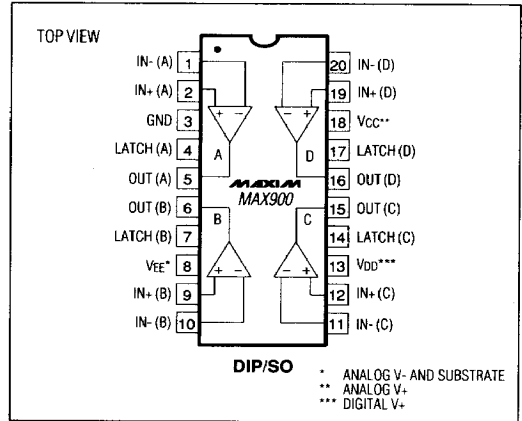 TOP VIEW
IN- (A) 1
IN+ (A) 2
GND 3
LATCH (A) 4
OUT (A) 5
OUT (B) 6
LATCH (B) 7
VEE* 8
IN+ (B) 9
IN- (B) 10
20 IN- (D)
19 IN+ (D)
18 VCC**
17 LATCH (D)
16 OUT (D)
15 OUT (C)
14 LATCH (C)
13 VDD***
12 IN+ (C)
11 IN- (C)
+ -
- +
A
D
MAXIM
MAX900
B
C
+ -
- +
DIP/SO
* ANALOG V- AND SUBSTRATE
** ANALOG V+
*** DIGITAL V+